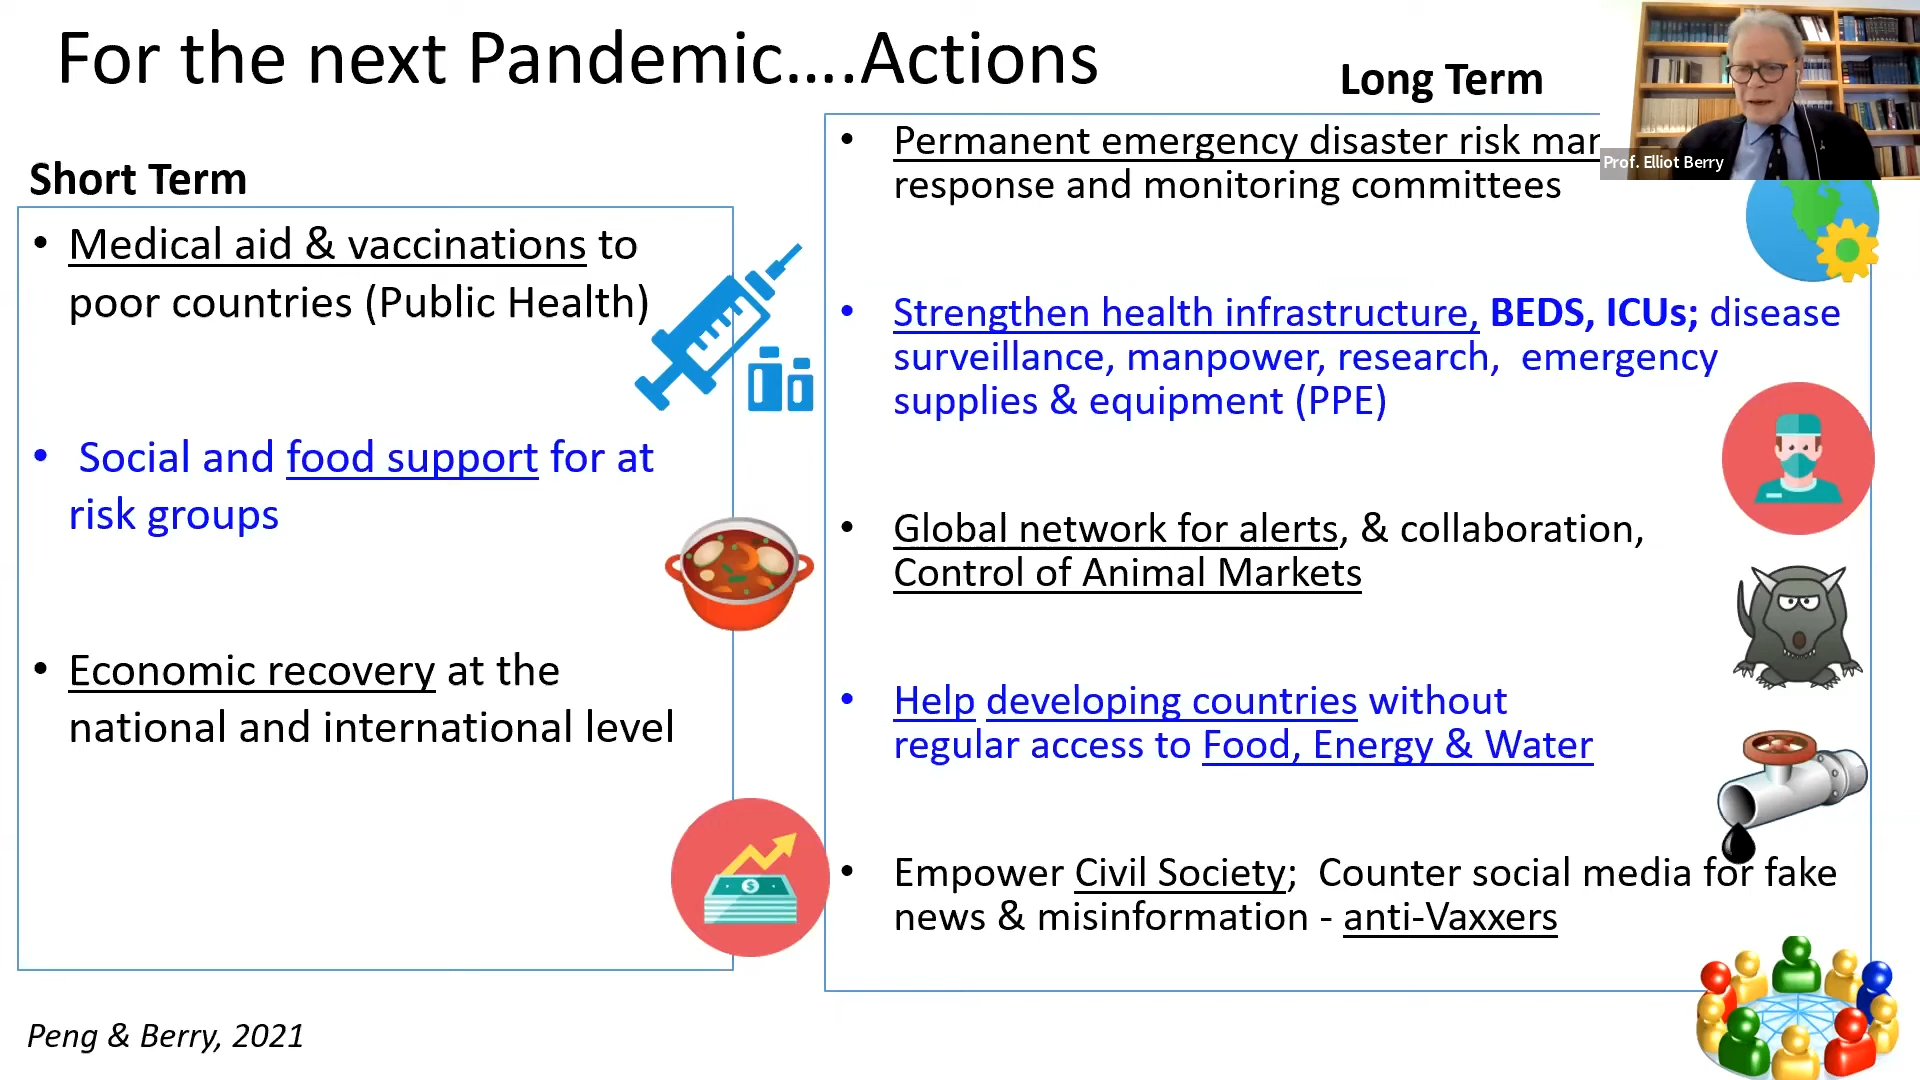 For the next Pandemic....Actions
Long Term
Short Term
• Medical aid & vaccinations to
poor countries (Public Health)
• Social and food support for at
risk groups
• Economic recovery at the
national and international level
• Permanent emergency disaster risk
response and monitoring committees
• Strengthen health infrastructure, BEDS, ICUs; disease
surveillance, manpower, research, emergency
supplies & equipment (PPE)
• Global network for alerts, & collaboration,
Control of Animal Markets
• Help developing countries without
regular access to Food, Energy & Water
• Empower Civil Society; Counter social media for fake
news & misinformation - anti-Vaxxers
Peng & Berry, 2021
Prof. Elliot Berry